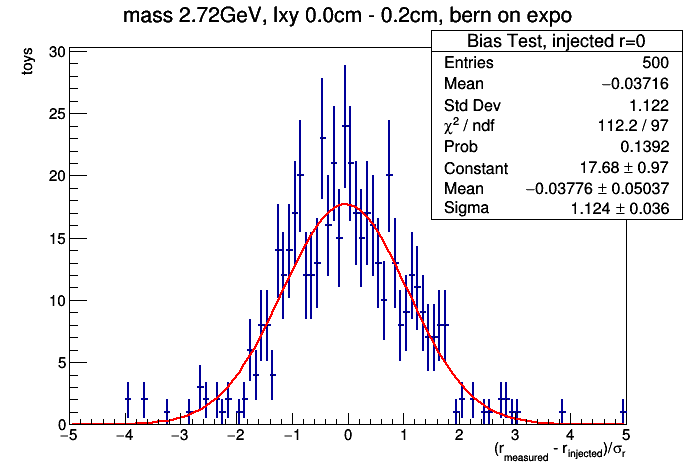 mass 2.72GeV, lxy 0.0cm - 0.2cm, bern on expo
Bias Test, injected r=0
Entries 500
Mean −0.03716
Std Dev 1.122
χ² / ndf 112.2 / 97
Prob 0.1392
Constant 17.68 ± 0.97
Mean −0.03776 ± 0.05037
Sigma 1.124 ± 0.036
toys
30
25
20
15
10
5
0
−5 −4 −3 −2 −1 0 1 2 3 4 5
(r_measured - r_injected)/σ_r